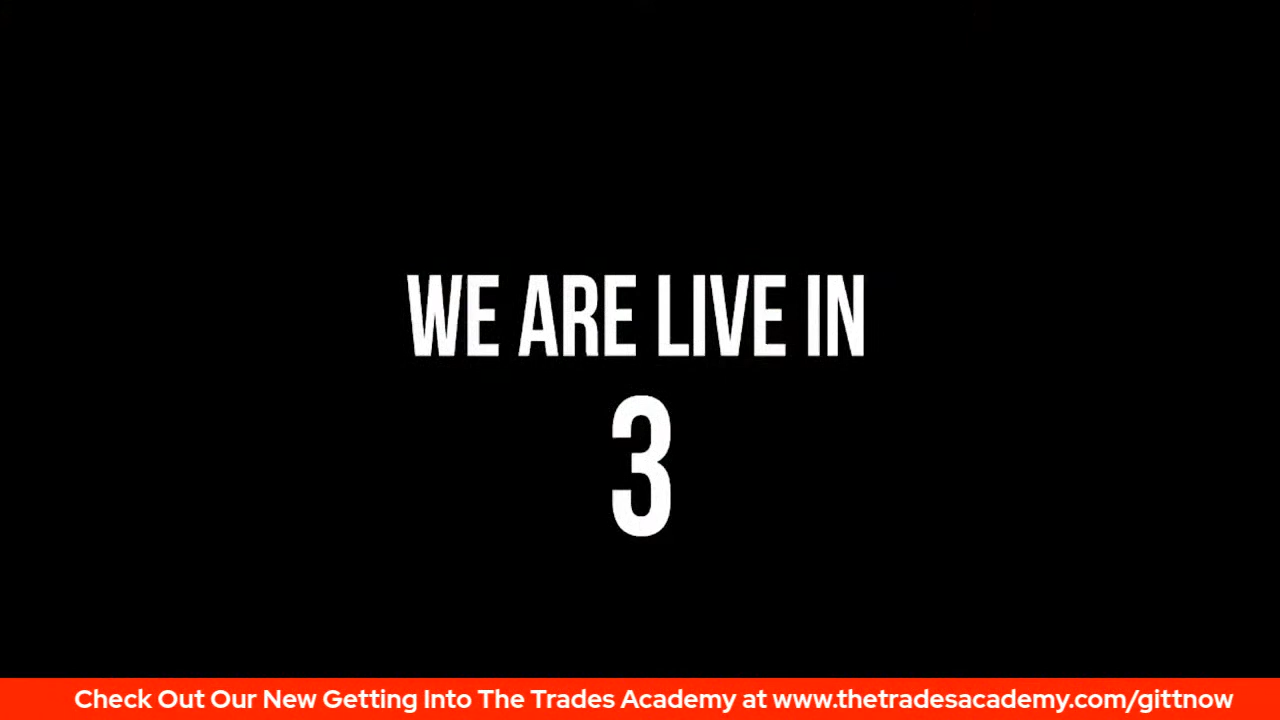 WE ARE LIVE IN
3
Check Out Our New Getting Into The Trades Academy at www.thetradesacademy.com/gittnow